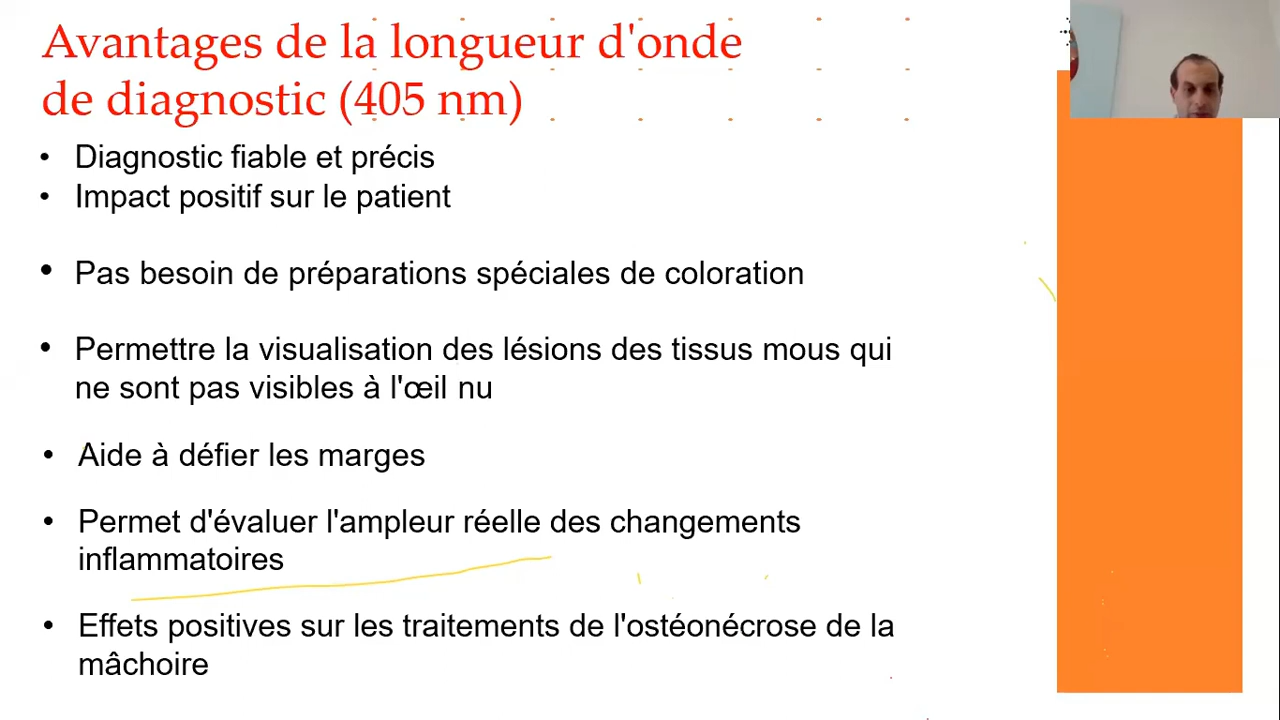 Avantages de la longueur d'onde
de diagnostic (405 nm)
• Diagnostic fiable et précis
• Impact positif sur le patient
• Pas besoin de préparations spéciales de coloration
• Permettre la visualisation des lésions des tissus mous qui
ne sont pas visibles à l'œil nu
• Aide à défier les marges
• Permet d'évaluer l'ampleur réelle des changements
inflammatoires
• Effets positives sur les traitements de l'ostéonécrose de la
mâchoire